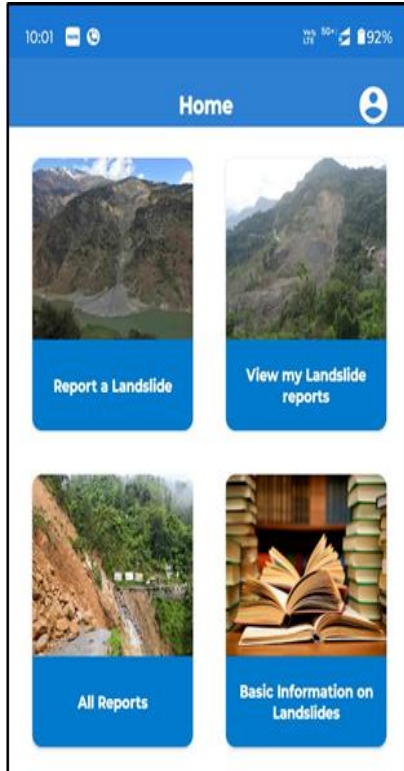 10:01
92%
Home
Report a Landslide
View my Landslide
reports
All Reports
Basic Information on
Landslides